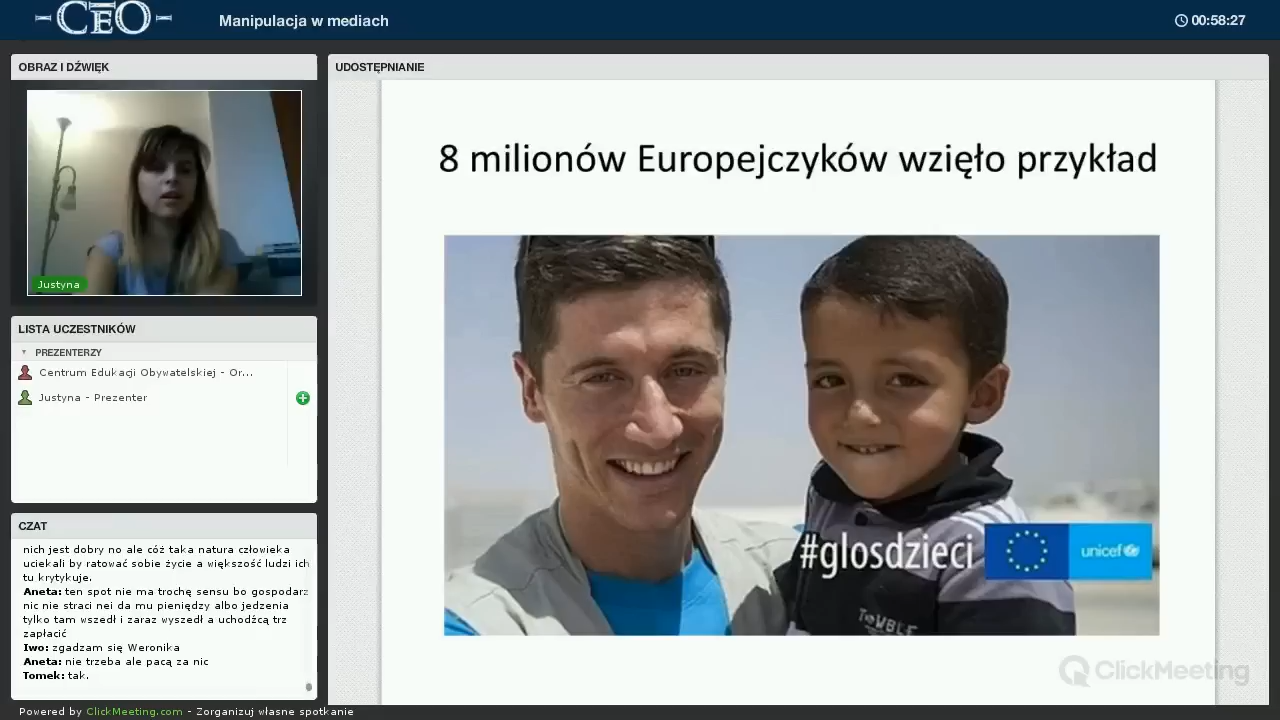 CEO
Manipulacja w mediach
00:58:27
OBRAZ I DŹWIĘK
Justyna
LISTA UCZESTNIKÓW
PREZENTERZY
Centrum Edukacji Obywatelskiej - Or...
Justyna - Prezenter
CZAT
nich jest dobry no ale cóż taka natura człowieka
uciekali by ratować sobie życie a większość ludzi ich
tu krytykuje.
Aneta: ten spot nie ma trochę sensu bo gospodarz
nic nie straci nei da mu pieniędzy albo jedzenia
tylko tam wszedł i zaraz wyszedł a uchodźcą trz
zapłacić
Iwo: zgadzam się Weronika
Aneta: nie trzeba ale pacą za nic
Tomek: tak.
UDOSTĘPNIANIE
8 milionów Europejczyków wzięło przykład
#glosdzieci
unicef
ClickMeeting
Powered by ClickMeeting.com - Zorganizuj własne spotkanie